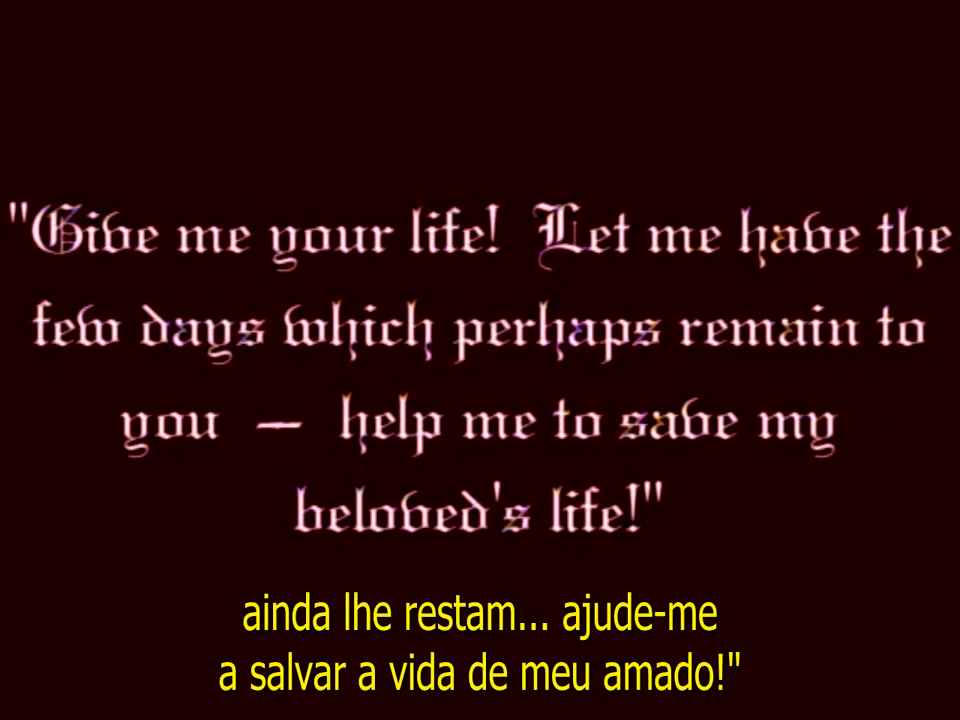 "Give me your life! Let me have the
few days which perhaps remain to
you — help me to save my
beloved's life!"
ainda lhe restam... ajude-me
a salvar a vida de meu amado!"